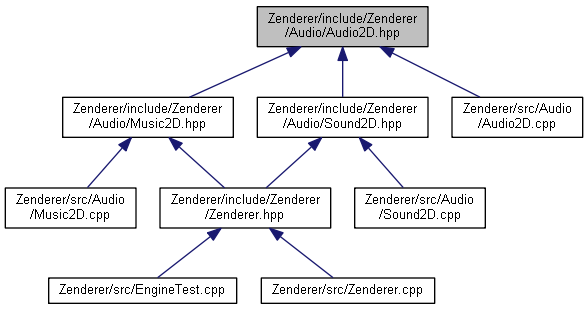 Zenderer/include/Zenderer
/Audio/Audio2D.hpp
Zenderer/include/Zenderer
/Audio/Music2D.hpp
Zenderer/include/Zenderer
/Audio/Sound2D.hpp
Zenderer/src/Audio
/Audio2D.cpp
Zenderer/src/Audio
/Music2D.cpp
Zenderer/include/Zenderer
/Zenderer.hpp
Zenderer/src/Audio
/Sound2D.cpp
Zenderer/src/EngineTest.cpp
Zenderer/src/Zenderer.cpp